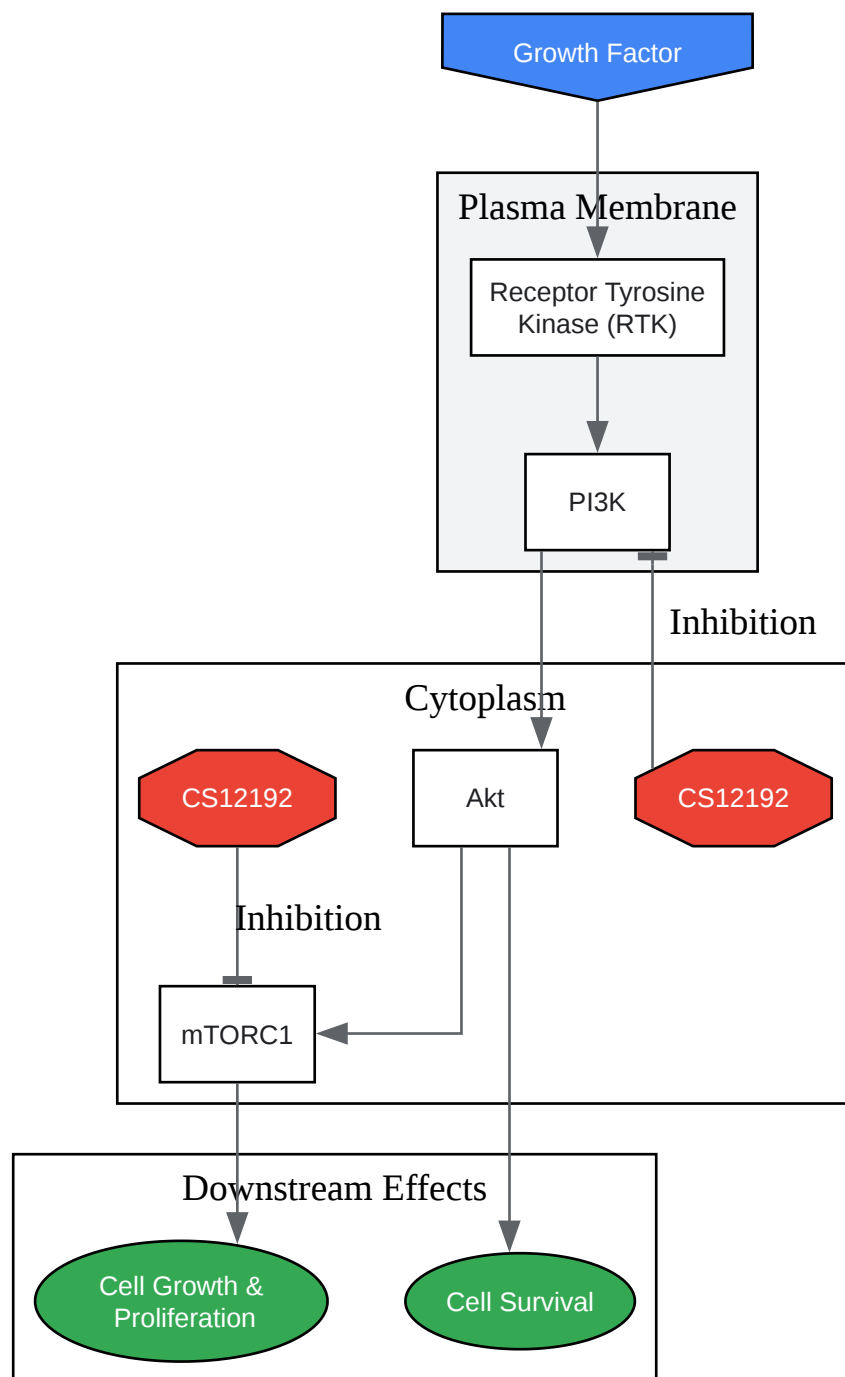 Growth Factor
Plasma Membrane
Receptor Tyrosine
Kinase (RTK)
PI3K
Inhibition
Cytoplasm
CS12192
Akt
CS12192
Inhibition
mTORC1
Downstream Effects
Cell Growth &
Proliferation
Cell Survival